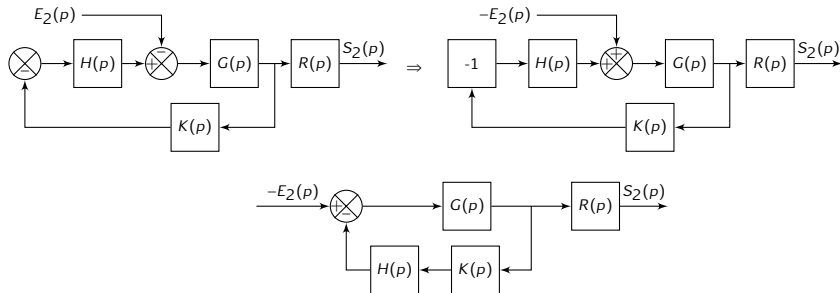 E₂(p)
−
H(p)
+
−
G(p)
R(p)
S₂(p)
K(p)
⇒
−E₂(p)
-1
H(p)
+
+
G(p)
R(p)
S₂(p)
K(p)
−E₂(p)
+
−
G(p)
R(p)
S₂(p)
H(p)
K(p)